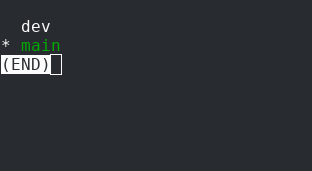 dev
* main
(END)